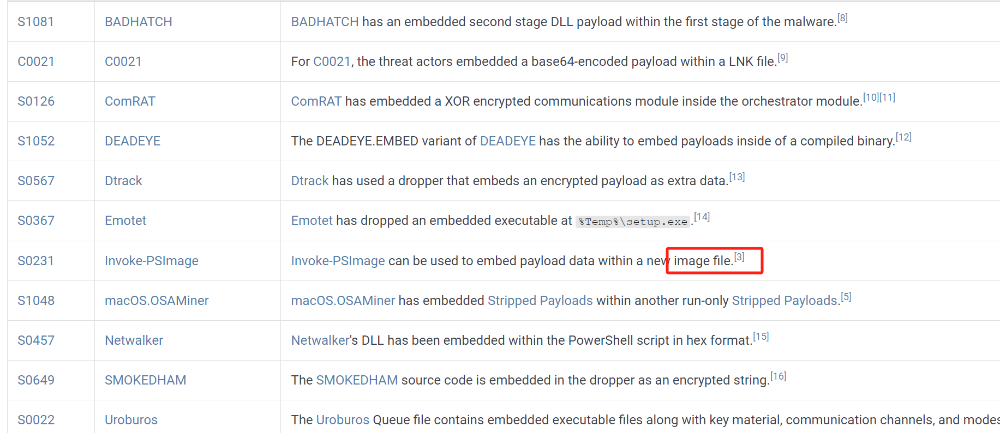 S1081 BADHATCH BADHATCH has an embedded second stage DLL payload within the first stage of the malware.[8]
C0021 C0021 For C0021, the threat actors embedded a base64-encoded payload within a LNK file.[9]
S0126 ComRAT ComRAT has embedded a XOR encrypted communications module inside the orchestrator module.[10][11]
S1052 DEADEYE The DEADEYE.EMBED variant of DEADEYE has the ability to embed payloads inside of a compiled binary.[12]
S0567 Dtrack Dtrack has used a dropper that embeds an encrypted payload as extra data.[13]
S0367 Emotet Emotet has dropped an embedded executable at %Temp%\setup.exe.[14]
S0231 Invoke-PSImage Invoke-PSImage can be used to embed payload data within a new image file.[3]
S1048 macOS.OSAMiner macOS.OSAMiner has embedded Stripped Payloads within another run-only Stripped Payloads.[5]
S0457 Netwalker Netwalker's DLL has been embedded within the PowerShell script in hex format.[15]
S0649 SMOKEDHAM The SMOKEDHAM source code is embedded in the dropper as an encrypted string.[16]
S0022 Uroburos The Uroburos Queue file contains embedded executable files along with key material, communication channels, and modes